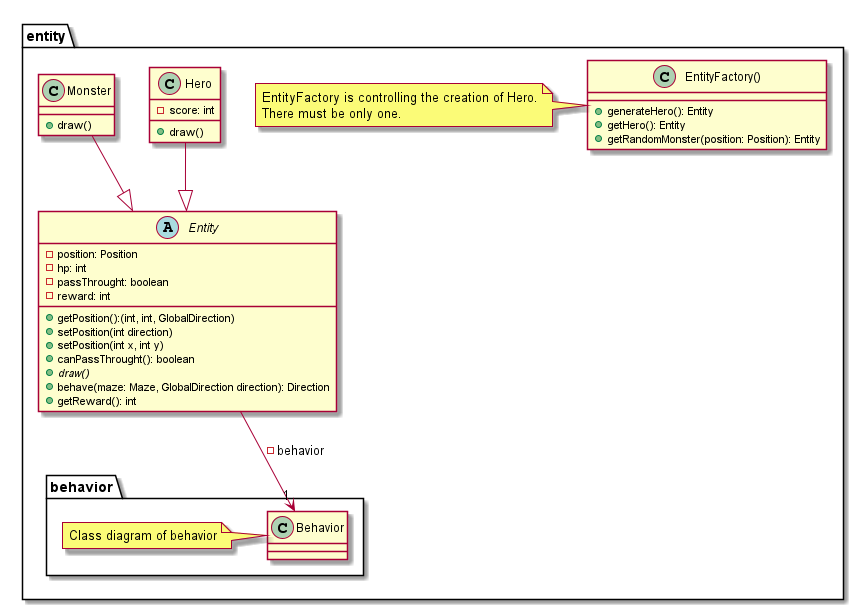 entity
C Monster
draw()
C Hero
score: int
draw()
EntityFactory is controlling the creation of Hero.
There must be only one.
C EntityFactory()
generateHero(): Entity
getHero(): Entity
getRandomMonster(position: Position): Entity
A Entity
position: Position
hp: int
passThrought: boolean
reward: int
getPosition():(int, int, GlobalDirection)
setPosition(int direction)
setPosition(int x, int y)
canPassThrought(): boolean
draw()
behave(maze: Maze, GlobalDirection direction): Direction
getReward(): int
behavior
1
behavior
Class diagram of behavior
C Behavior